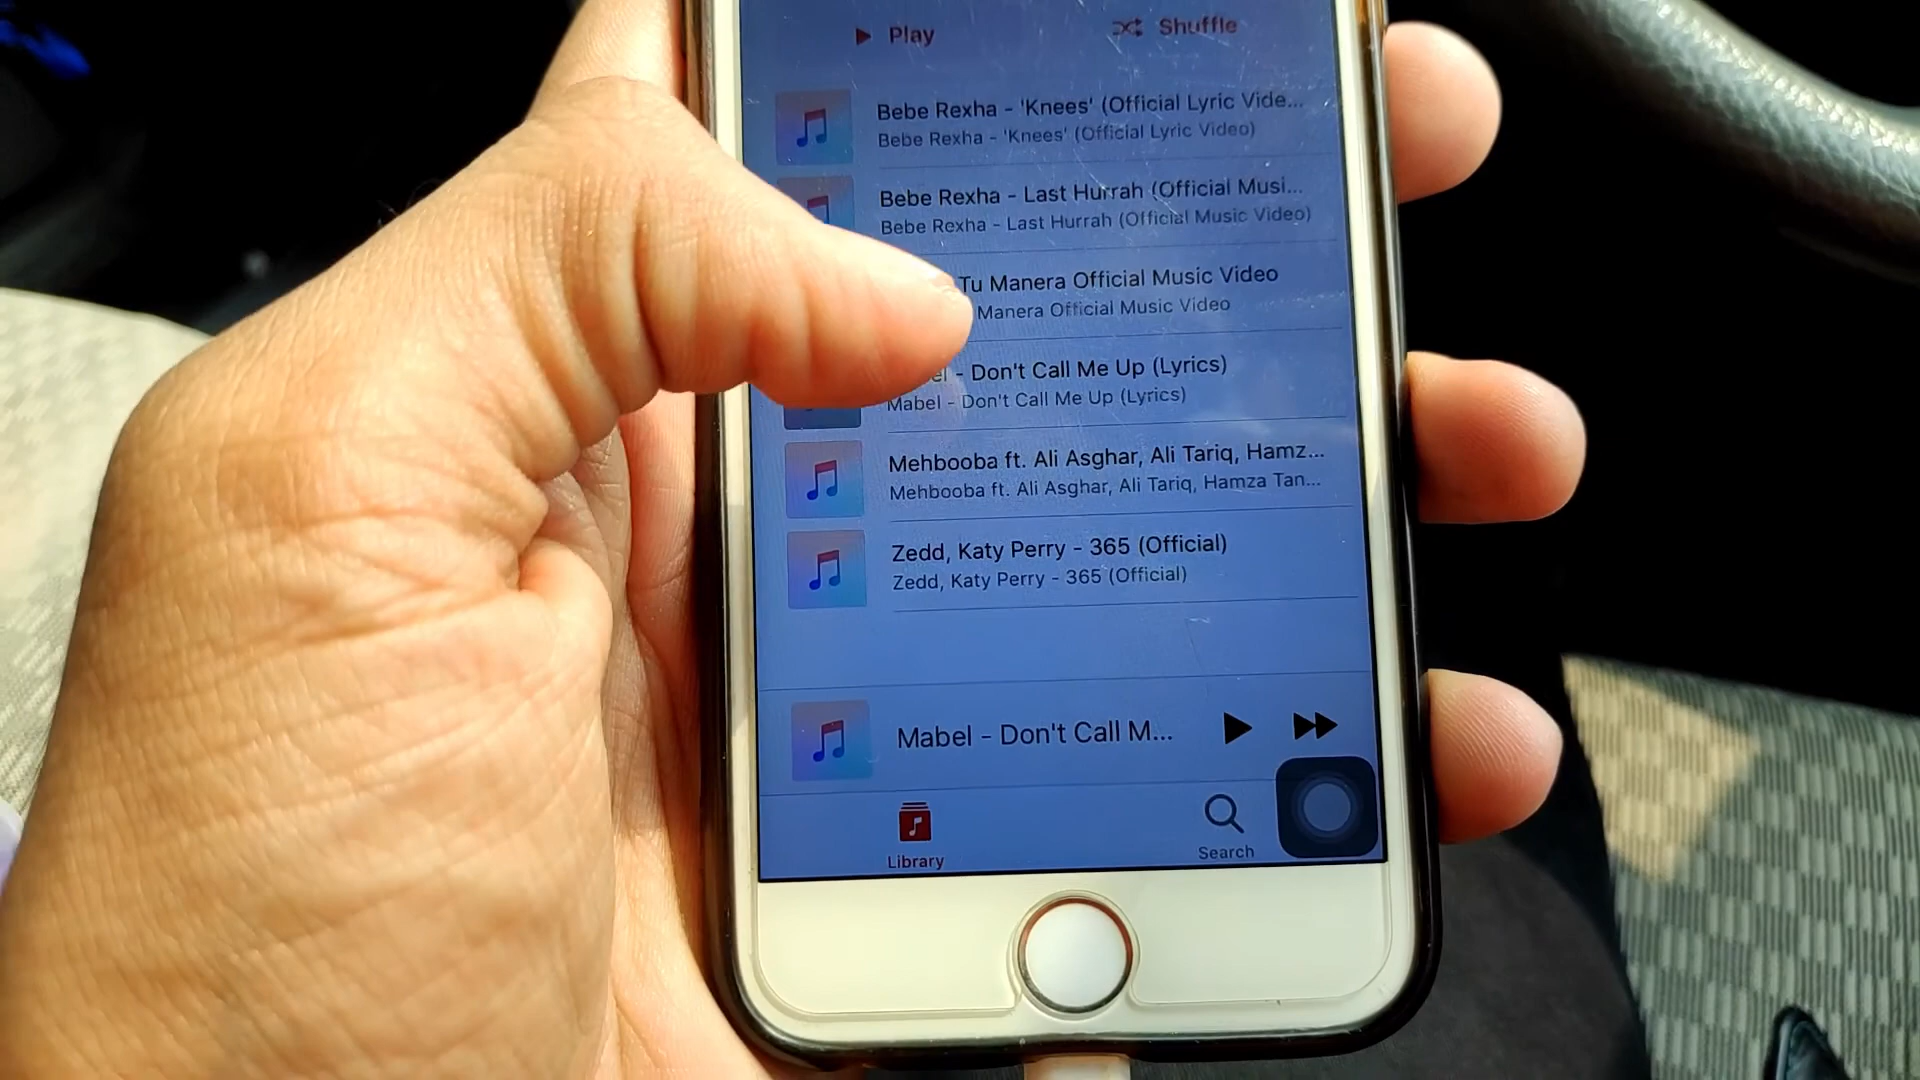 Play
Shuffle
Bebe Rexha - 'Knees' (Official Lyric Vide...
Bebe Rexha - 'Knees' (Official Lyric Video)
Bebe Rexha - Last Hurrah (Official Musi...
Bebe Rexha - Last Hurrah (Official Music Video)
Tu Manera Official Music Video
Manera Official Music Video
- Don't Call Me Up (Lyrics)
Mabel - Don't Call Me Up (Lyrics)
Mehbooba ft. Ali Asghar, Ali Tariq, Hamz...
Mehbooba ft. Ali Asghar, Ali Tariq, Hamza Tan...
Zedd, Katy Perry - 365 (Official)
Zedd, Katy Perry - 365 (Official)
Mabel - Don't Call M...
Library
Search